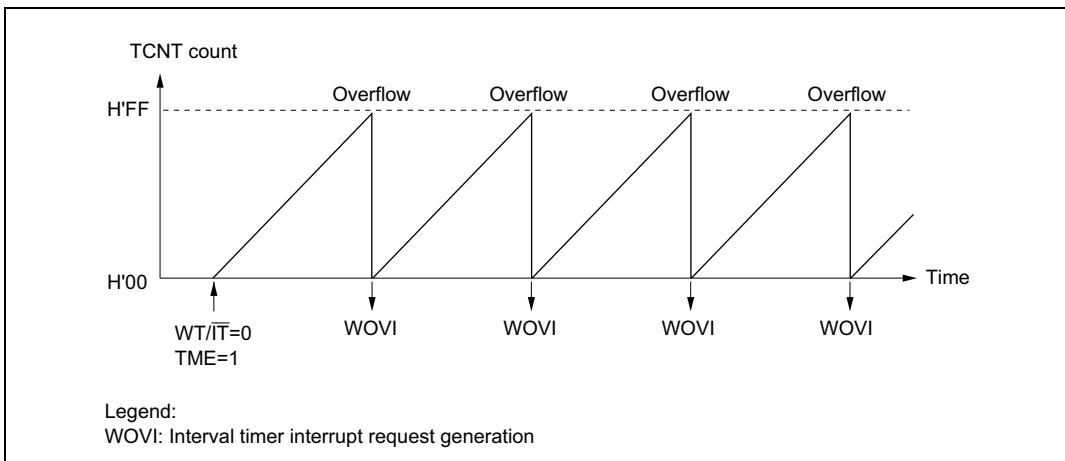 TCNT count
Overflow Overflow Overflow Overflow
H'FF
H'00
Time
WT/I̅T̅=0
TME=1
WOVI WOVI WOVI WOVI
Legend:
WOVI: Interval timer interrupt request generation